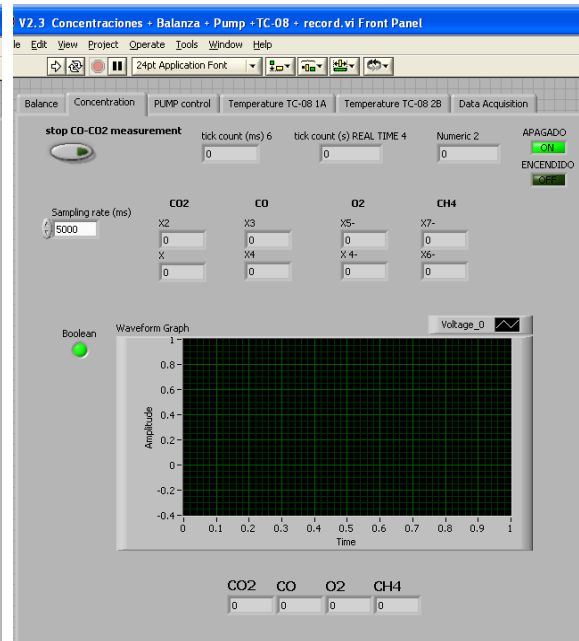 V2.3 Concentraciones + Balanza + Pump +TC-08 + record.vi Front Panel
le Edit View Project Operate Tools Window Help
24pt Application Font
Balance Concentration PUMP control Temperature TC-08 1A Temperature TC-08 2B Data Acquisition
stop CO-CO2 measurement tick count (ms) 6 tick count (s) REAL TIME 4 Numeric 2 APAGADO
0 0 0 ON
ENCENDIDO
OFF
Sampling rate (ms) CO2 CO O2 CH4
5000 X2 X3 X5- X7-
0 0 0 0
X X4 X 4- X6-
0 0 0 0
Boolean Waveform Graph Voltage_0
1
0.8
0.6
0.4
0.2
0
-0.2
-0.4
Amplitude
0 0.1 0.2 0.3 0.4 0.5 0.6 0.7 0.8 0.9 1
Time
CO2 CO O2 CH4
0 0 0 0